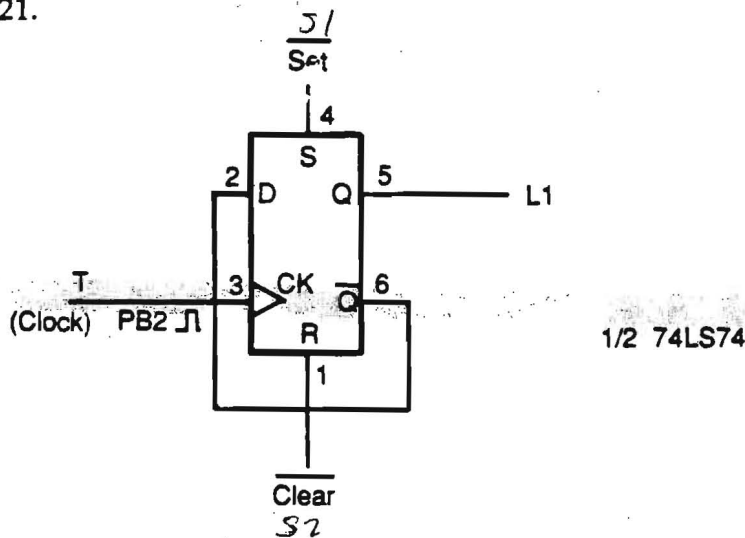 21.
S1
Set
4
S
2
5
D
Q
L1
T
3
CK
6
Q
(Clock)
PB2
R
1/2 74LS74
1
Clear
S2